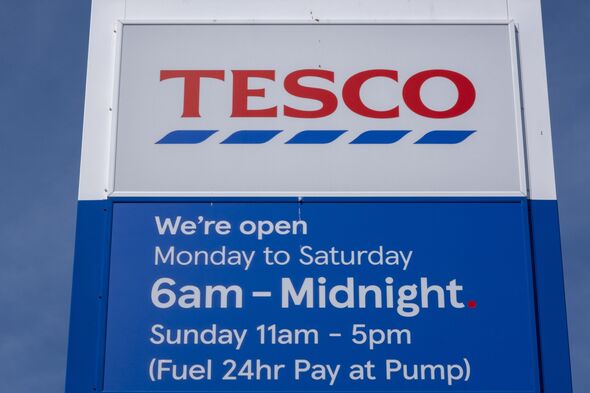 TESCO
We're open
Monday to Saturday
6am – Midnight.
Sunday 11am – 5pm
(Fuel 24hr Pay at Pump)